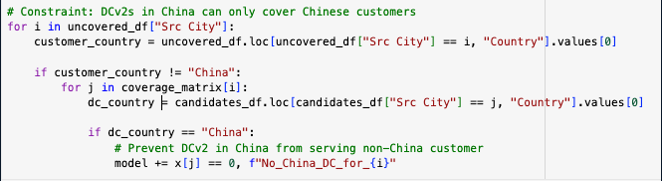 # Constraint: DCv2s in China can only cover Chinese customers
for i in uncovered_df["Src City"]:
    customer_country = uncovered_df.loc[uncovered_df["Src City"] == i, "Country"].values[0]

    if customer_country != "China":
        for j in coverage_matrix[i]:
            dc_country = candidates_df.loc[candidates_df["Src City"] == j, "Country"].values[0]

            if dc_country == "China":
                # Prevent DCv2 in China from serving non-China customer
                model += x[j] == 0, f"No_China_DC_for_{i}"